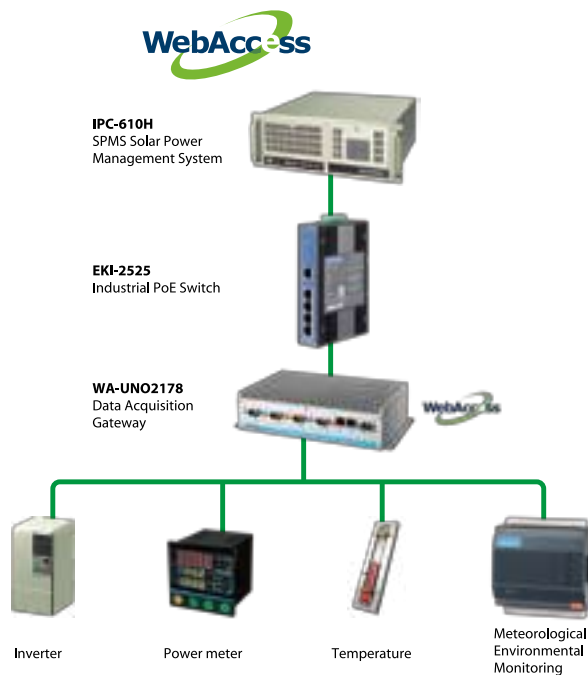 WebAccess
IPC-610H
SPMS Solar Power
Management System
EKI-2525
Industrial PoE Switch
WA-UNO2178
Data Acquisition
Gateway
WebAccess
Inverter
Power meter
Temperature
Meteorological
Environmental
Monitoring